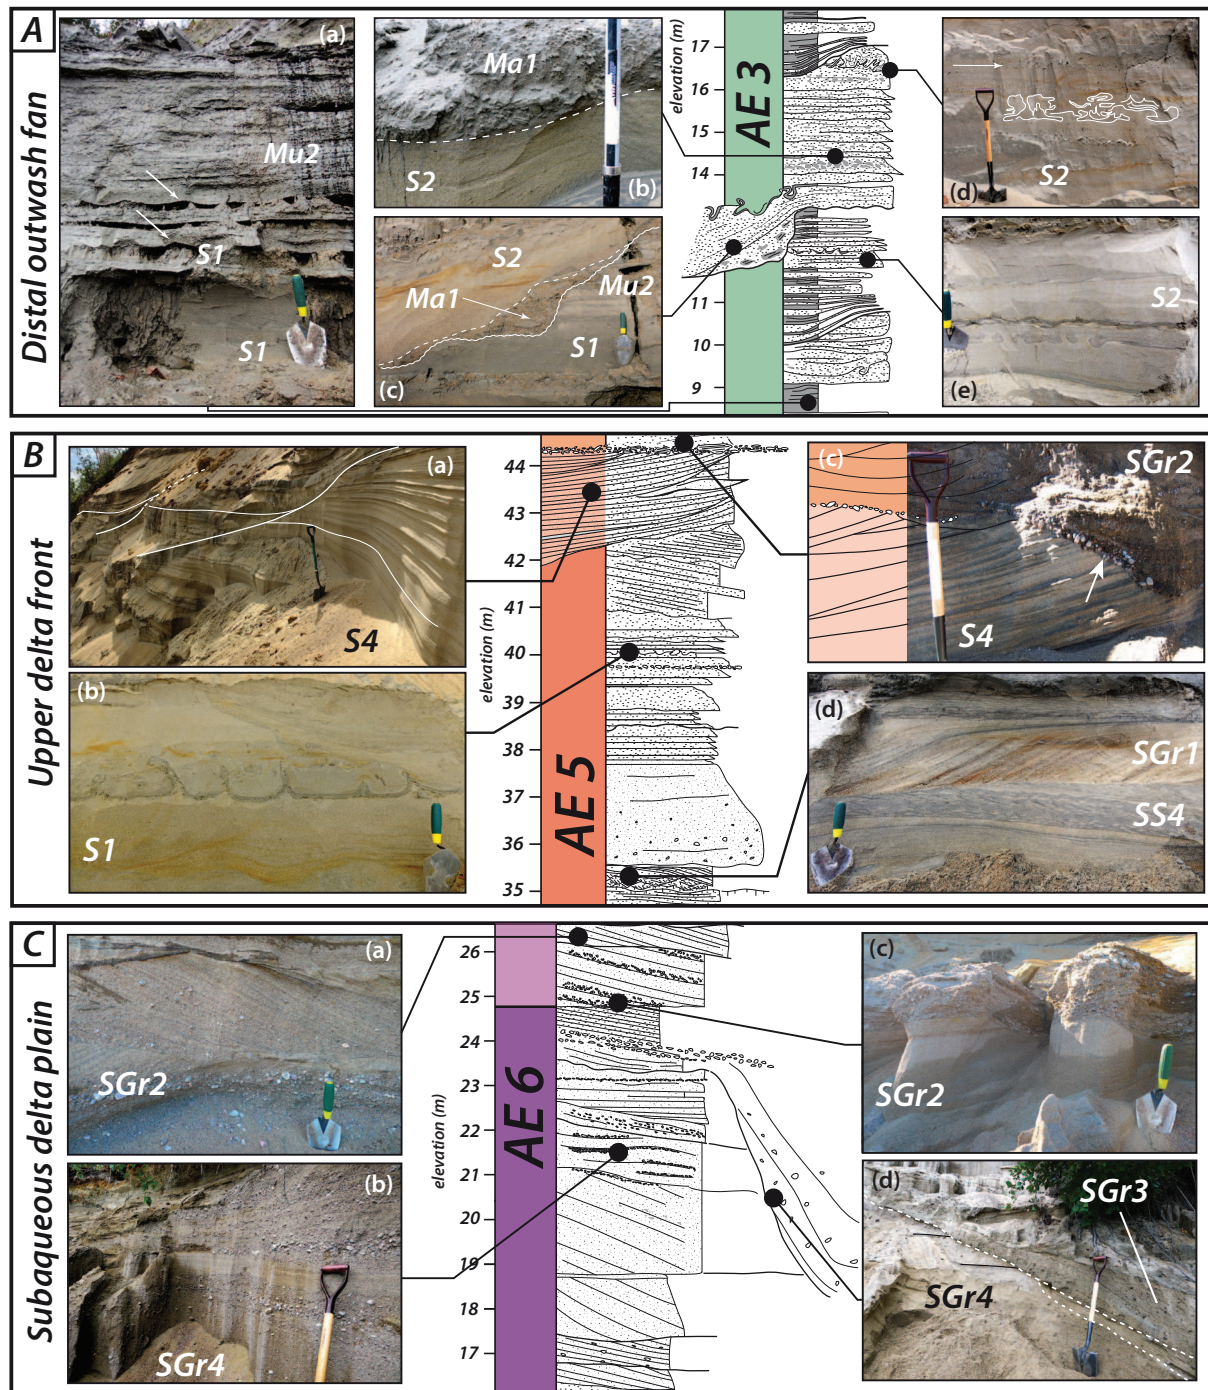 A
Distal outwash fan
(a)
Mu2
S1
S1
Ma1
S2
(b)
S2
Ma1
Mu2
S1
(c)
elevation (m)
AE 3
17
16
15
14
11
10
9
(d)
S2
S2
(e)
B
Upper delta front
(a)
S4
(b)
S1
elevation (m)
AE 5
44
43
42
41
40
39
38
37
36
35
(c)
SGr2
S4
(d)
SGr1
SS4
C
Subaqueous delta plain
(a)
SGr2
(b)
SGr4
elevation (m)
AE 6
26
25
24
23
22
21
20
19
18
17
(c)
SGr2
(d)
SGr3
SGr4